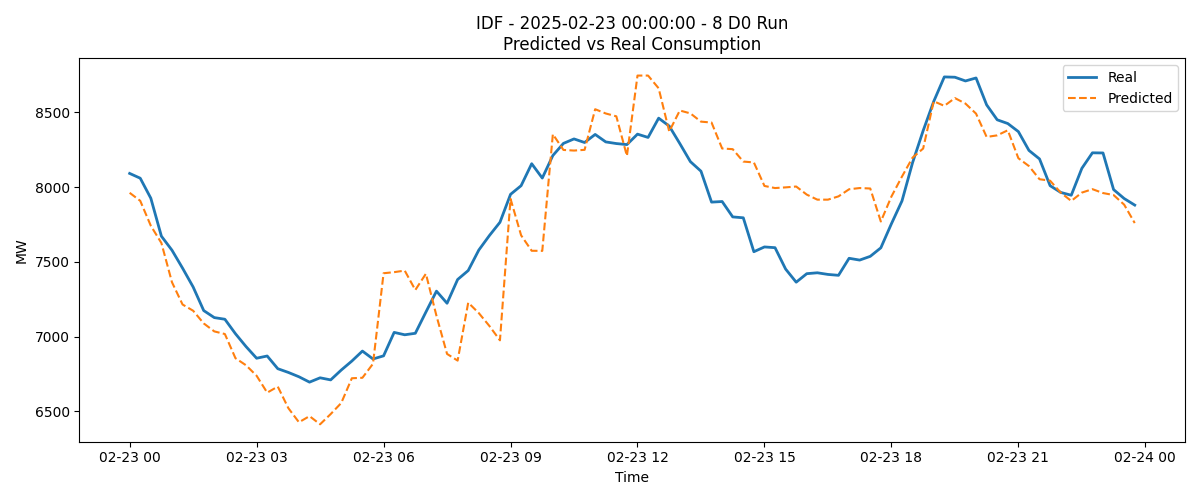 IDF - 2025-02-23 00:00:00 - 8 D0 Run
Predicted vs Real Consumption
Real
Predicted
MW
8500
8000
7500
7000
6500
02-23 00
02-23 03
02-23 06
02-23 09
02-23 12
02-23 15
02-23 18
02-23 21
02-24 00
Time